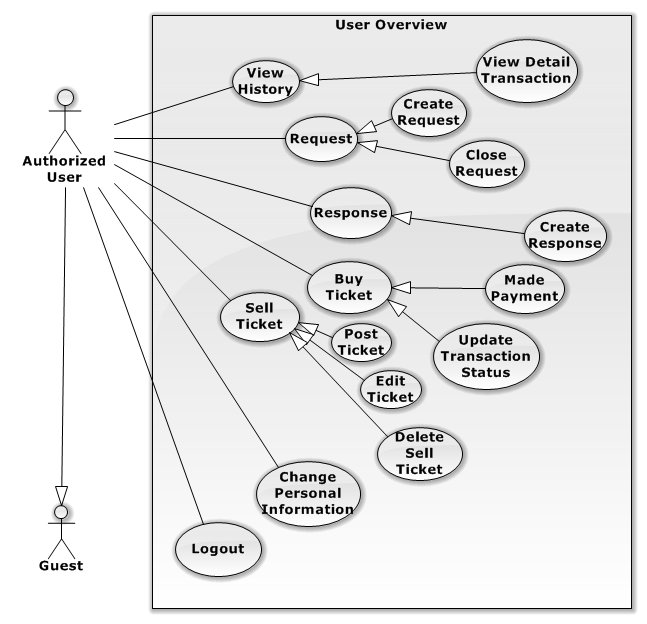 User Overview
View
History
View Detail
Transaction
Create
Request
Request
Close
Request
Authorized
User
Response
Create
Response
Buy
Ticket
Made
Payment
Sell
Ticket
Post
Ticket
Update
Transaction
Status
Edit
Ticket
Delete
Sell
Ticket
Change
Personal
Information
Logout
Guest